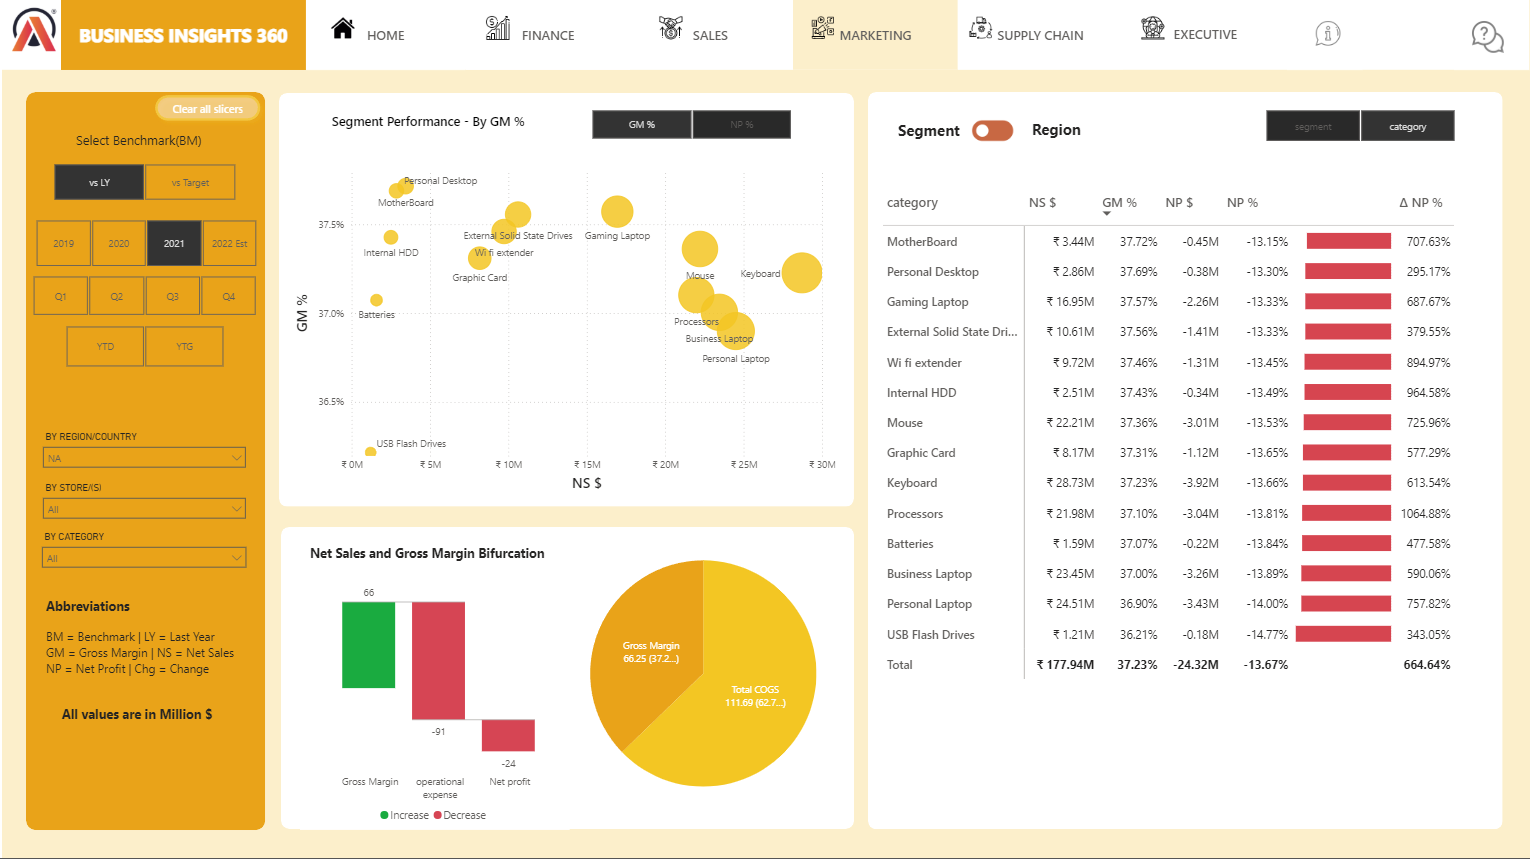 BUSINESS INSIGHTS 360
HOME
FINANCE
SALES
MARKETING
SUPPLY CHAIN
EXECUTIVE
Clear all slicers
Select Benchmark(BM)
vs LY
vs Target
2019
2020
2021
2022 Est
Q1
Q2
Q3
Q4
YTD
YTG
BY REGION/COUNTRY
NA
BY STORE/(S)
All
BY CATEGORY
All
Abbreviations
BM = Benchmark | LY = Last Year
GM = Gross Margin | NS = Net Sales
NP = Net Profit | Chg = Change
All values are in Million $
Segment Performance - By GM %
GM %
NP %
GM %
37.5%
37.0%
36.5%
Personal Desktop
MotherBoard
Internal HDD
External Solid State Drives
Wi fi extender
Graphic Card
Gaming Laptop
Mouse
Keyboard
Batteries
Processors
Business Laptop
Personal Laptop
USB Flash Drives
₹ 0M
₹ 5M
₹ 10M
₹ 15M
₹ 20M
₹ 25M
₹ 30M
NS $
Net Sales and Gross Margin Bifurcation
66
-91
-24
Gross Margin
operational
expense
Net profit
Increase
Decrease
Gross Margin
66.25 (37.2...)
Total COGS
111.69 (62.7...)
Segment
Region
segment
category
category NS $ GM % NP $ NP % Δ NP %
MotherBoard ₹ 3.44M 37.72% -0.45M -13.15% 707.63%
Personal Desktop ₹ 2.86M 37.69% -0.38M -13.30% 295.17%
Gaming Laptop ₹ 16.95M 37.57% -2.26M -13.33% 687.67%
External Solid State Dri... ₹ 10.61M 37.56% -1.41M -13.33% 379.55%
Wi fi extender ₹ 9.72M 37.46% -1.31M -13.45% 894.97%
Internal HDD ₹ 2.51M 37.43% -0.34M -13.49% 964.58%
Mouse ₹ 22.21M 37.36% -3.01M -13.53% 725.96%
Graphic Card ₹ 8.17M 37.31% -1.12M -13.65% 577.29%
Keyboard ₹ 28.73M 37.23% -3.92M -13.66% 613.54%
Processors ₹ 21.98M 37.10% -3.04M -13.81% 1064.88%
Batteries ₹ 1.59M 37.07% -0.22M -13.84% 477.58%
Business Laptop ₹ 23.45M 37.00% -3.26M -13.89% 590.06%
Personal Laptop ₹ 24.51M 36.90% -3.43M -14.00% 757.82%
USB Flash Drives ₹ 1.21M 36.21% -0.18M -14.77% 343.05%
Total ₹ 177.94M 37.23% -24.32M -13.67% 664.64%